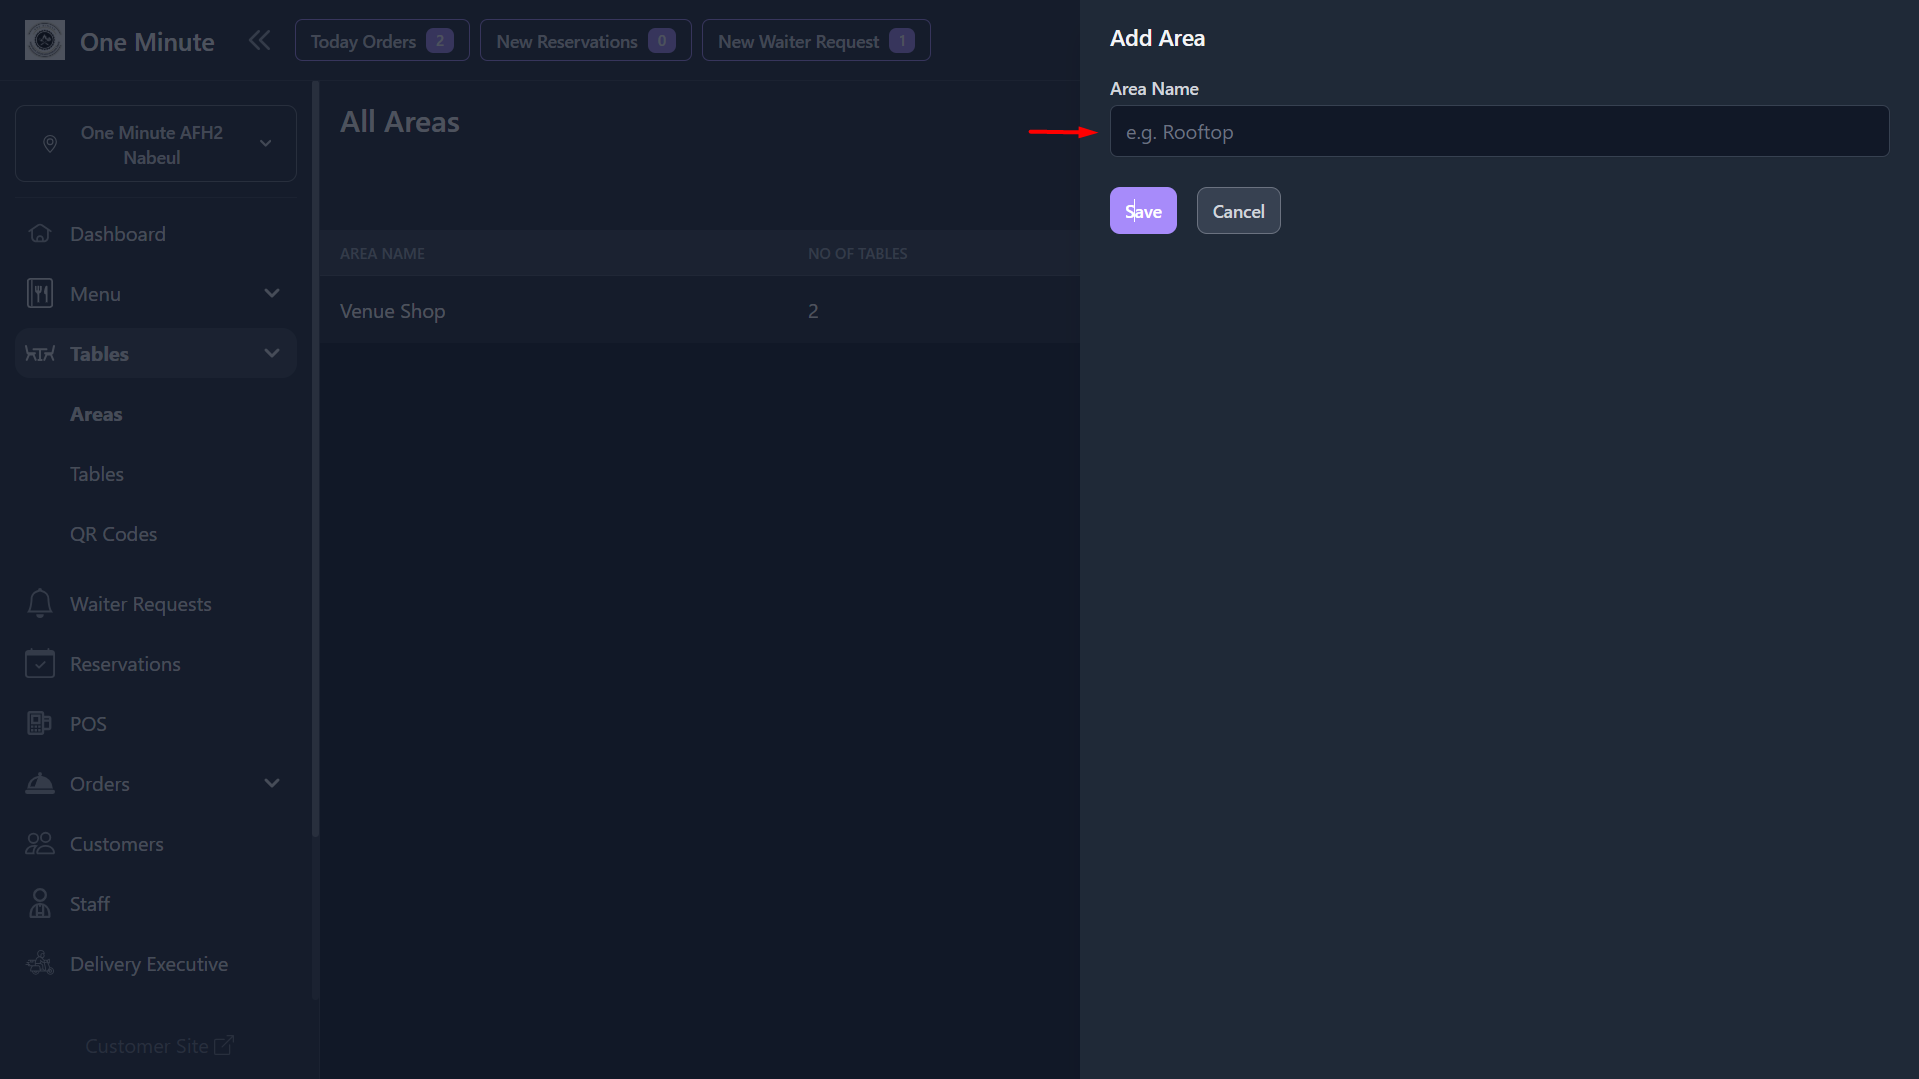 One Minute
Today Orders 2
New Reservations 0
New Waiter Request 1
One Minute AFH2
Nabeul
Dashboard
Menu
Tables
Areas
Tables
QR Codes
Waiter Requests
Reservations
POS
Orders
Customers
Staff
Delivery Executive
Customer Site
All Areas
AREA NAME NO OF TABLES
Venue Shop 2
Add Area
Area Name
e.g. Rooftop
Save Cancel